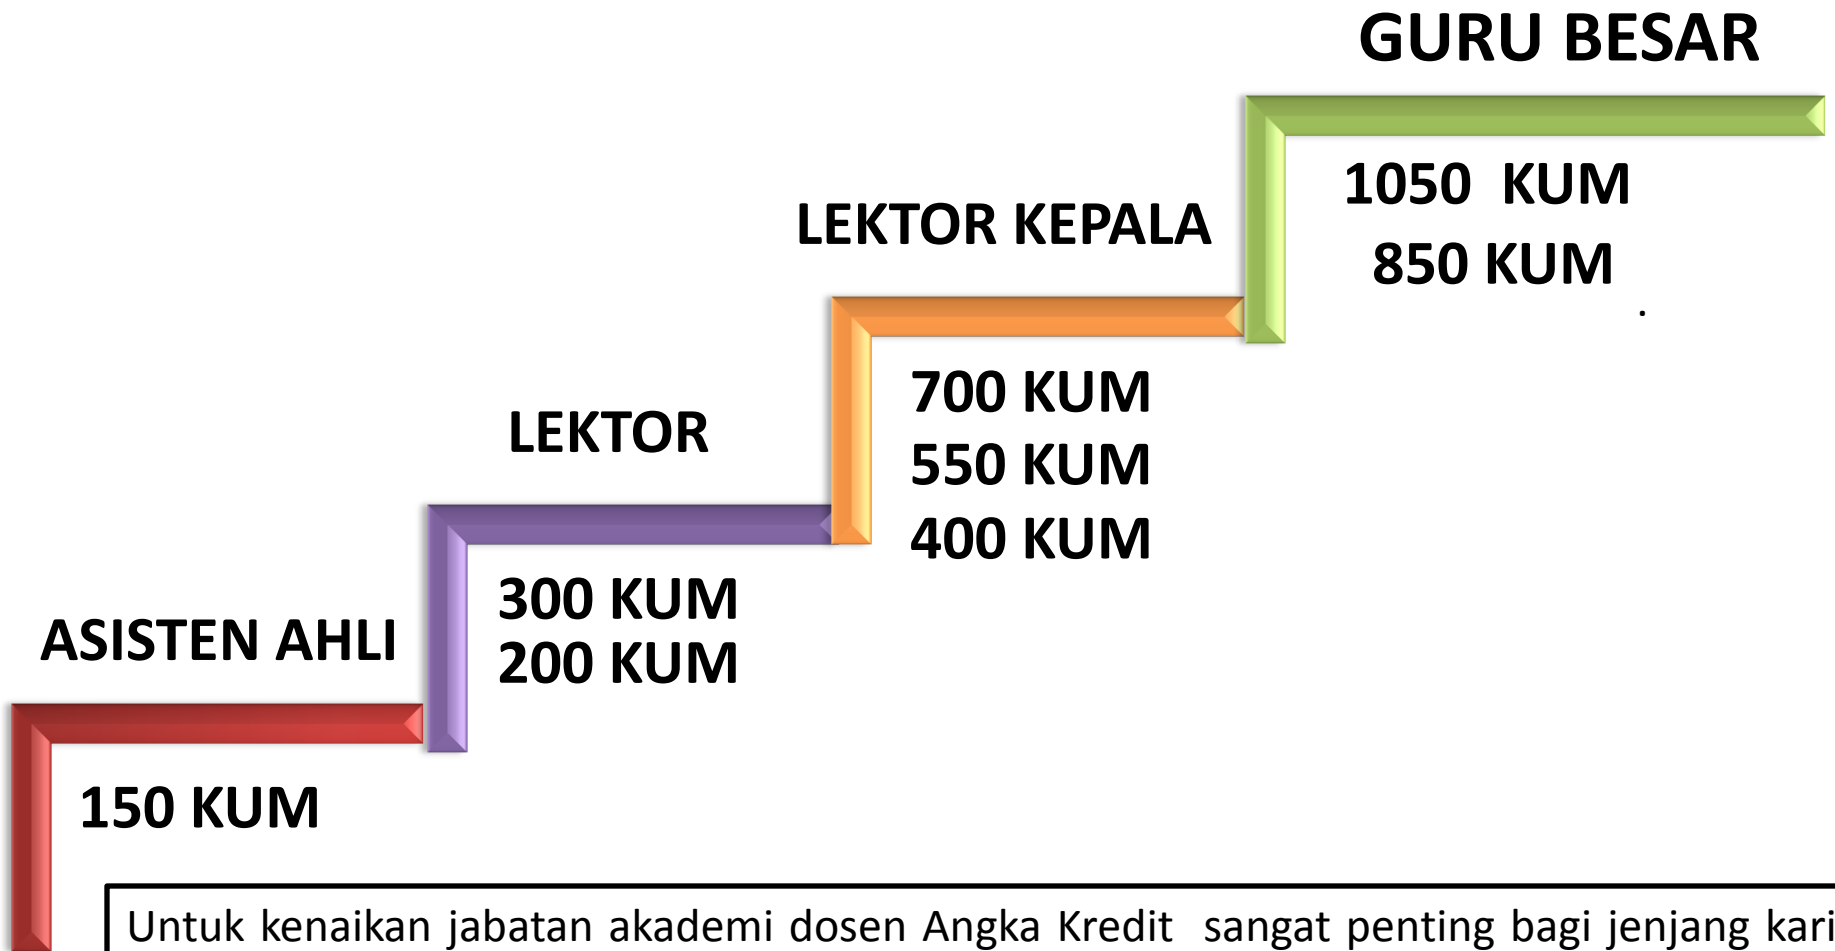 GURU BESAR
1050 KUM
850 KUM
.
LEKTOR KEPALA
700 KUM
550 KUM
400 KUM
LEKTOR
300 KUM
200 KUM
ASISTEN AHLI
150 KUM
Untuk kenaikan jabatan akademi dosen Angka Kredit sangat penting bagi jenjang kari